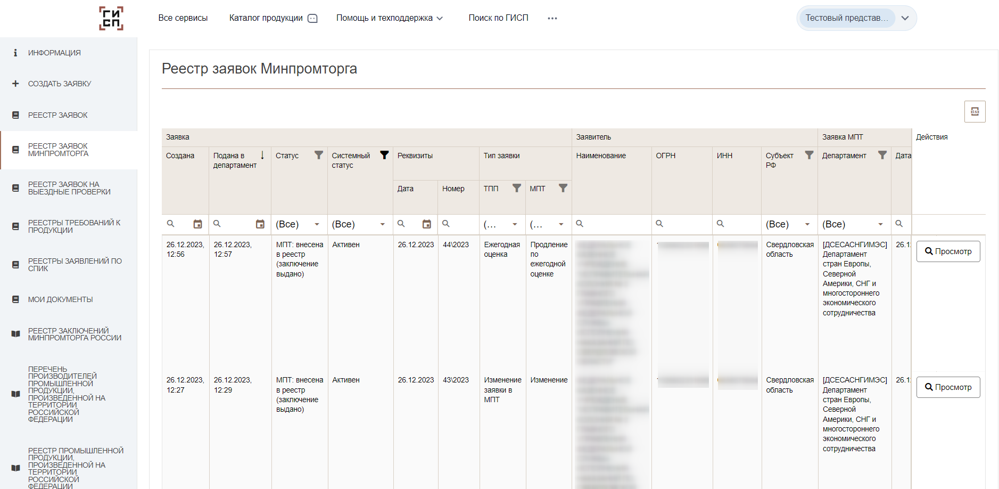 ГИ
СП
Все сервисы
Каталог продукции
Помощь и техподдержка
Поиск по ГИСП
Тестовый представ...
ИНФОРМАЦИЯ
СОЗДАТЬ ЗАЯВКУ
РЕЕСТР ЗАЯВОК
РЕЕСТР ЗАЯВОК
МИНПРОМТОРГА
РЕЕСТР ЗАЯВОК НА
ВЫЕЗДНЫЕ ПРОВЕРКИ
РЕЕСТРЫ ТРЕБОВАНИЙ К
ПРОДУКЦИИ
РЕЕСТРЫ ЗАЯВЛЕНИЙ ПО
СПИК
МОИ ДОКУМЕНТЫ
РЕЕСТР ЗАКЛЮЧЕНИЙ
МИНПРОМТОРГА РОССИИ
ПЕРЕЧЕНЬ
ПРОИЗВОДИТЕЛЕЙ
ПРОМЫШЛЕННОЙ
ПРОДУКЦИИ,
ПРОИЗВЕДЕННОЙ НА
ТЕРРИТОРИИ
РОССИЙСКОЙ
ФЕДЕРАЦИИ
РЕЕСТР ПРОМЫШЛЕННОЙ
ПРОДУКЦИИ,
ПРОИЗВЕДЕННОЙ НА
ТЕРРИТОРИИ
РОССИЙСКОЙ
ФЕДЕРАЦИИ
Реестр заявок Минпромторга
xlsx
Заявка
Заявитель
Заявка МПТ
Действия
Создана
Подана в
департамент
Статус
Системный
статус
Реквизиты
Тип заявки
Наименование
ОГРН
ИНН
Субъект
РФ
Департамент
Дата
Дата
Номер
ТПП
МПТ
(Все)
(Все)
(...
(...
(Все)
(Все)
26.12.2023,
12:56
26.12.2023,
12:57
МПТ: внесена
в реестр
(заключение
выдано)
Активен
26.12.2023
44\2023
Ежегодная
оценка
Продление
по
ежегодной
оценке
Свердловская
область
[ДСЕСАСНГИМЭС]
Департамент
стран Европы,
Северной
Америки, СНГ и
многостороннего
экономического
сотрудничества
26.1
Просмотр
26.12.2023,
12:27
26.12.2023,
12:29
МПТ: внесена
в реестр
(заключение
выдано)
Активен
26.12.2023
43\2023
Изменение
заявки в
МПТ
Изменение
Свердловская
область
[ДСЕСАСНГИМЭС]
Департамент
стран Европы,
Северной
Америки, СНГ и
многостороннего
экономического
сотрудничества
26.1
Просмотр